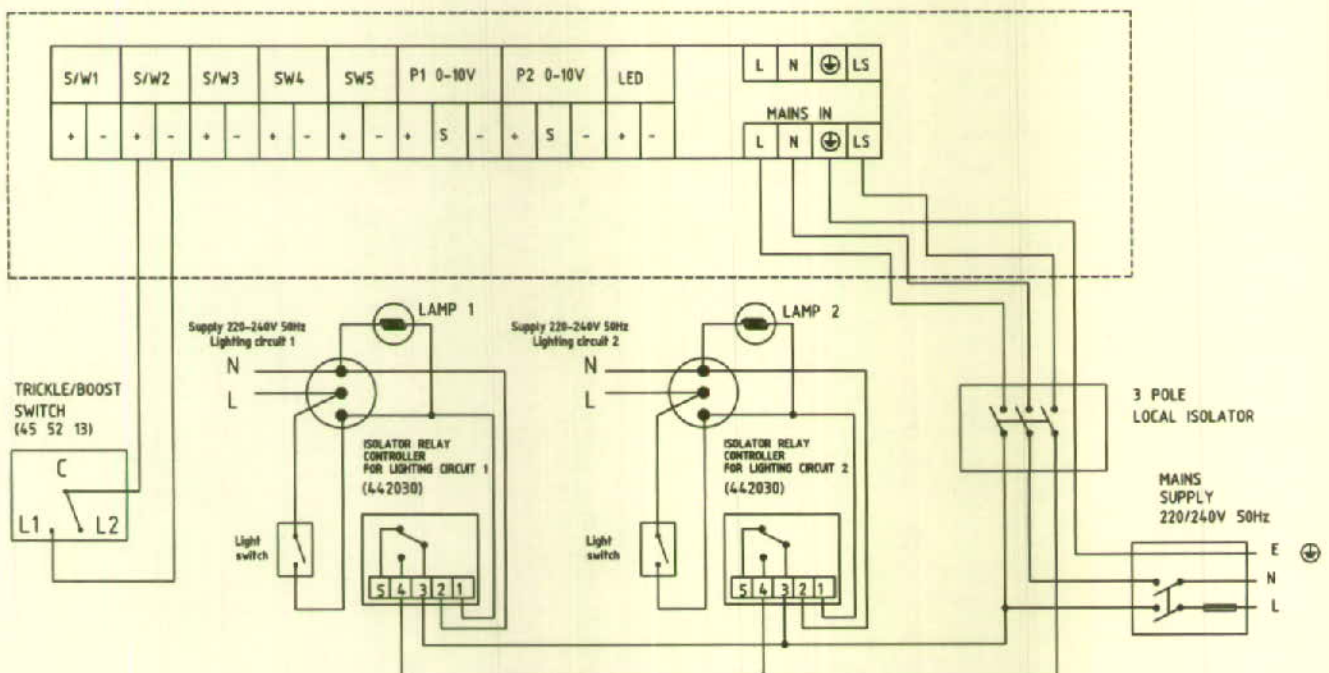 S/W1 S/W2 S/W3 SW4 SW5 P1 0-10V P2 0-10V LED
+ - + - + - + - + - + S - + S - + -
L N LS
MAINS IN
L N LS
LAMP 1
Supply 220-240V 50Hz
Lighting circuit 1
N
L
LAMP 2
Supply 220-240V 50Hz
Lighting circuit 2
N
L
TRICKLE/BOOST
SWITCH
(45 52 13)
C
L1 L2
ISOLATOR RELAY
CONTROLLER
FOR LIGHTING CIRCUIT 1
(442030)
Light
switch
5 4 3 2 1
ISOLATOR RELAY
CONTROLLER
FOR LIGHTING CIRCUIT 2
(442030)
Light
switch
5 4 3 2 1
3 POLE
LOCAL ISOLATOR
MAINS
SUPPLY
220/240V 50Hz
E
N
L